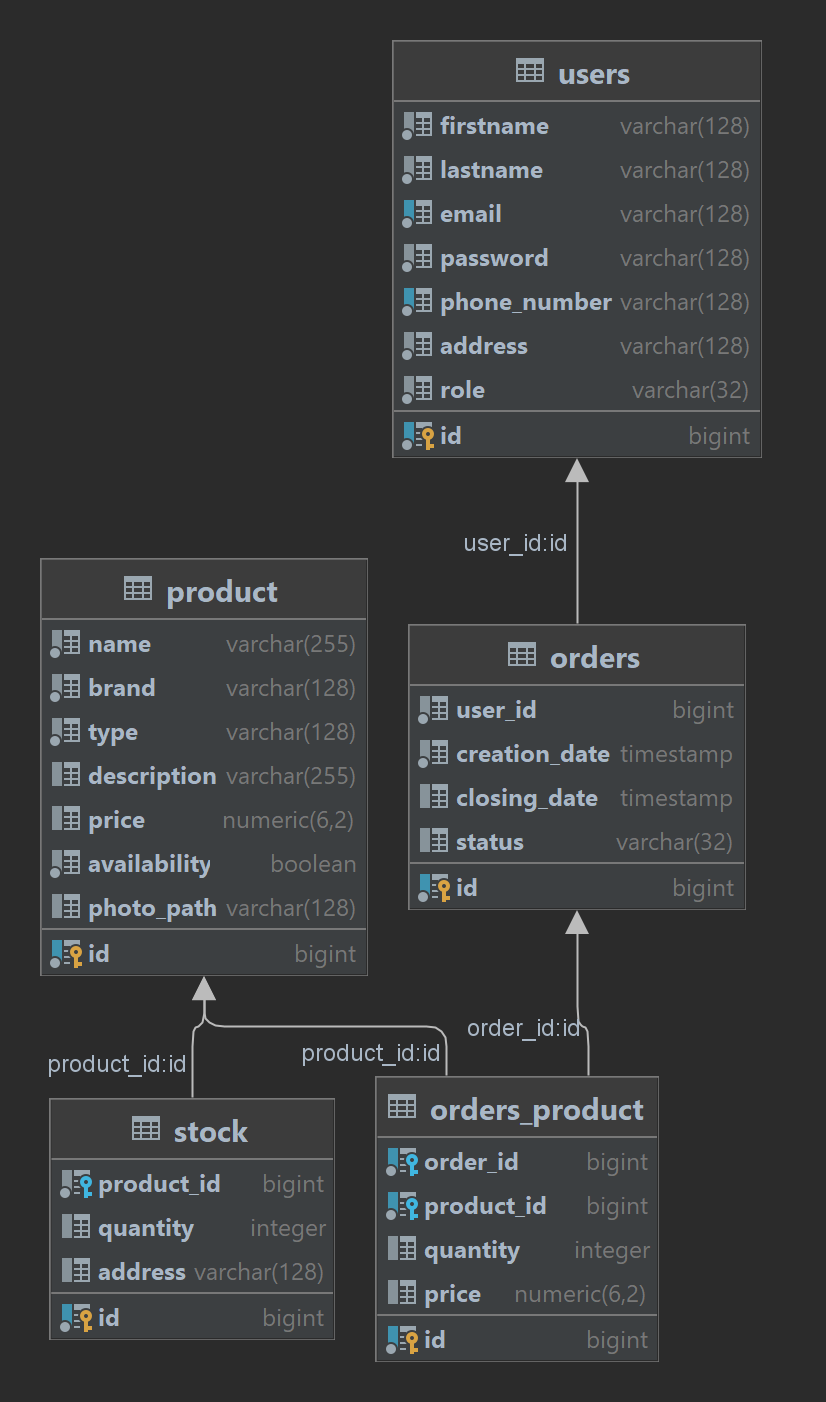 users
firstname varchar(128)
lastname varchar(128)
email varchar(128)
password varchar(128)
phone_number varchar(128)
address varchar(128)
role varchar(32)
id bigint
user_id:id
product
name varchar(255)
brand varchar(128)
type varchar(128)
description varchar(255)
price numeric(6,2)
availability boolean
photo_path varchar(128)
id bigint
orders
user_id bigint
creation_date timestamp
closing_date timestamp
status varchar(32)
id bigint
product_id:id
product_id:id
order_id:id
stock
product_id bigint
quantity integer
address varchar(128)
id bigint
orders_product
order_id bigint
product_id bigint
quantity integer
price numeric(6,2)
id bigint